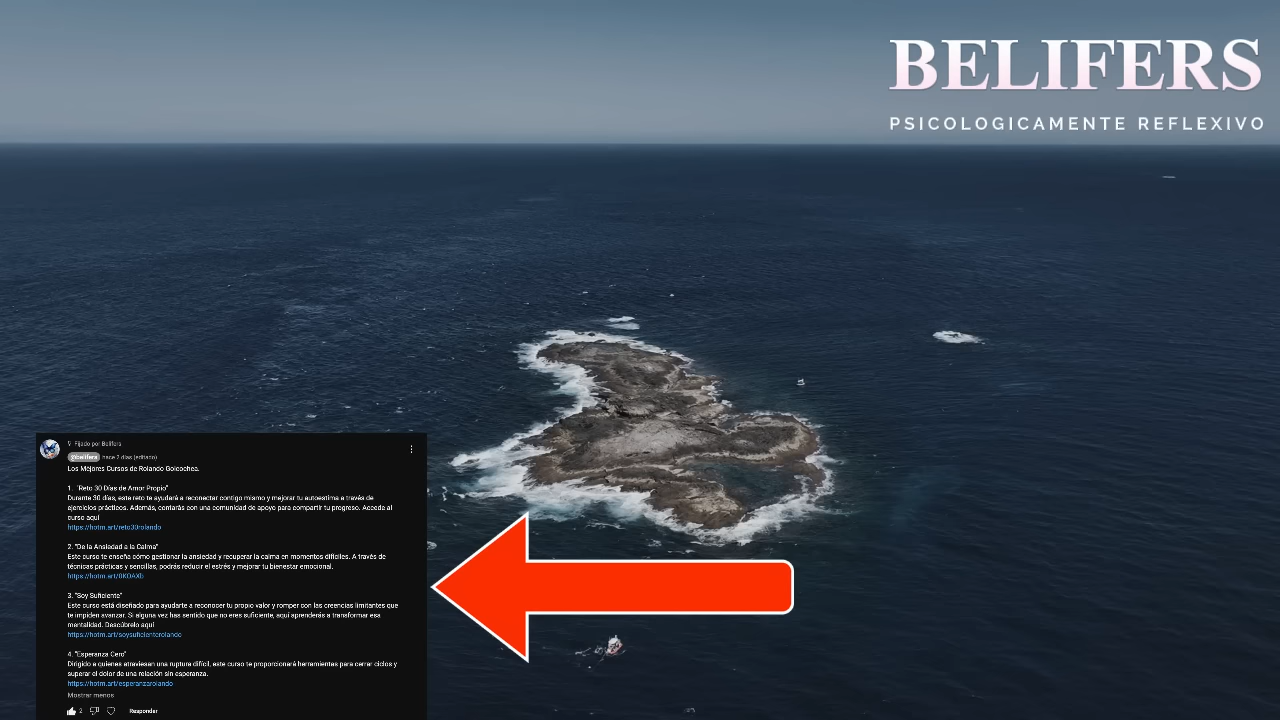 BELIFERS
PSICOLOGICAMENTE REFLEXIVO
Fijado por Belifers
@belifers hace 2 días (editado)
Los Mejores Cursos de Rolando Goicochea.
1. "Reto 30 Días de Amor Propio"
Durante 30 días, este reto te ayudará a reconectar contigo mismo y mejorar tu autoestima a través de
ejercicios prácticos. Además, contarás con una comunidad de apoyo para compartir tu progreso. Accede al
curso aquí
https://hotm.art/reto30rolando
2. "De la Ansiedad a la Calma"
Este curso te enseña cómo gestionar la ansiedad y recuperar la calma en momentos difíciles. A través de
técnicas prácticas y sencillas, podrás reducir el estrés y mejorar tu bienestar emocional.
https://hotm.art/0KOAXb
3. "Soy Suficiente"
Este curso está diseñado para ayudarte a reconocer tu propio valor y romper con las creencias limitantes que
te impiden avanzar. Si alguna vez has sentido que no eres suficiente, aquí aprenderás a transformar esa
mentalidad. Descúbrelo aquí
https://hotm.art/soysuficienterolando
4. "Esperanza Cero"
Dirigido a quienes atraviesan una ruptura difícil, este curso te proporcionará herramientas para cerrar ciclos y
superar el dolor de una relación sin esperanza.
https://hotm.art/esperanzarolando
Mostrar menos
2 Responder